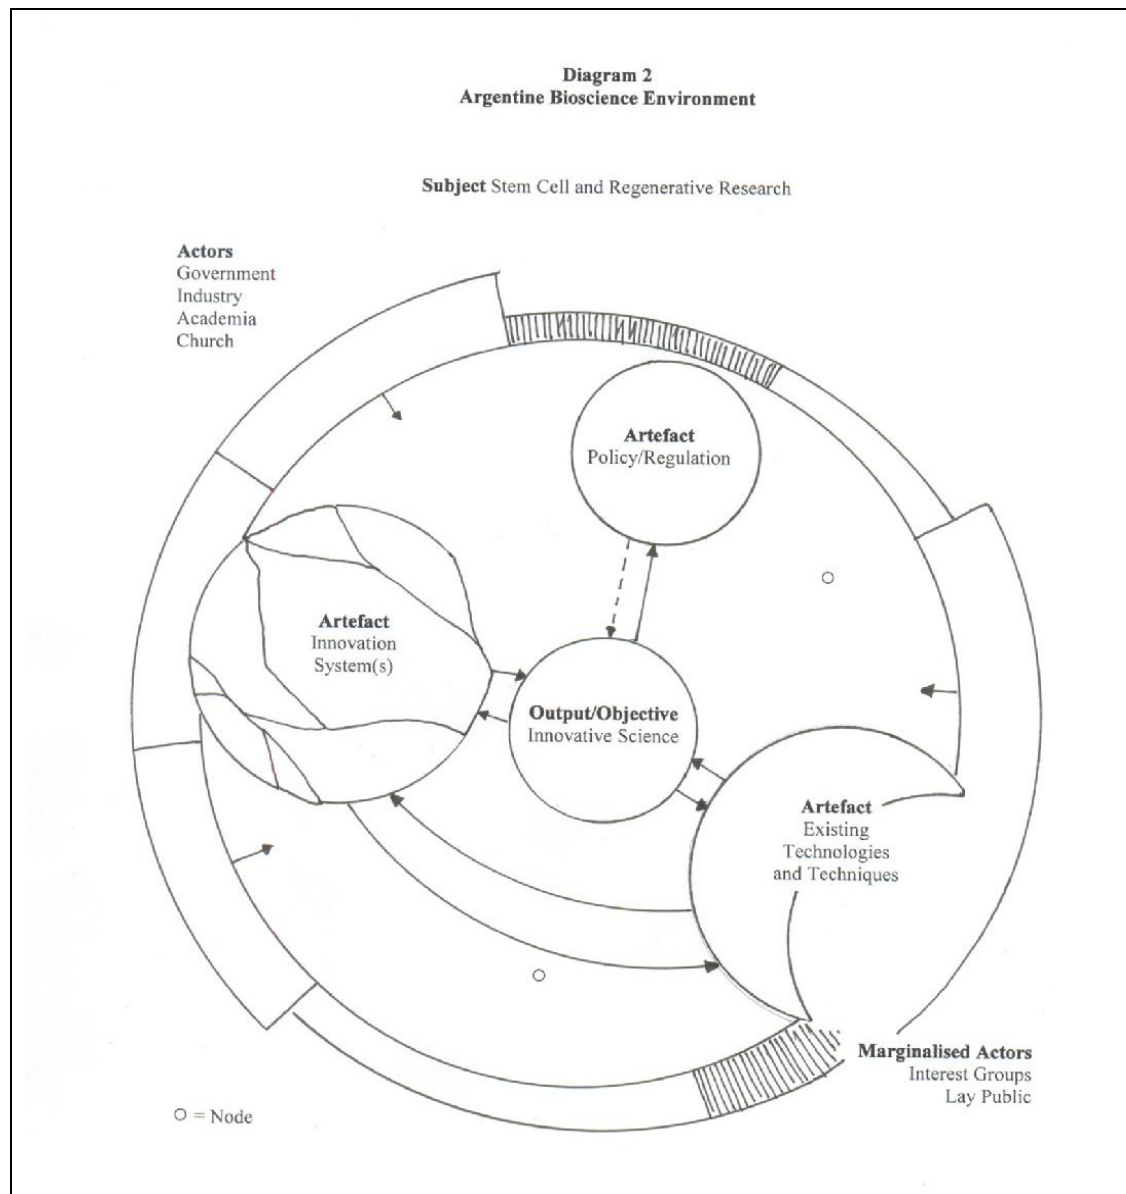 Diagram 2
Argentine Bioscience Environment
Subject Stem Cell and Regenerative Research
Actors
Government
Industry
Academia
Church
Artefact
Policy/Regulation
Artefact
Innovation
System(s)
Output/Objective
Innovative Science
Artefact
Existing
Technologies
and Techniques
Marginalised Actors
Interest Groups
Lay Public
= Node